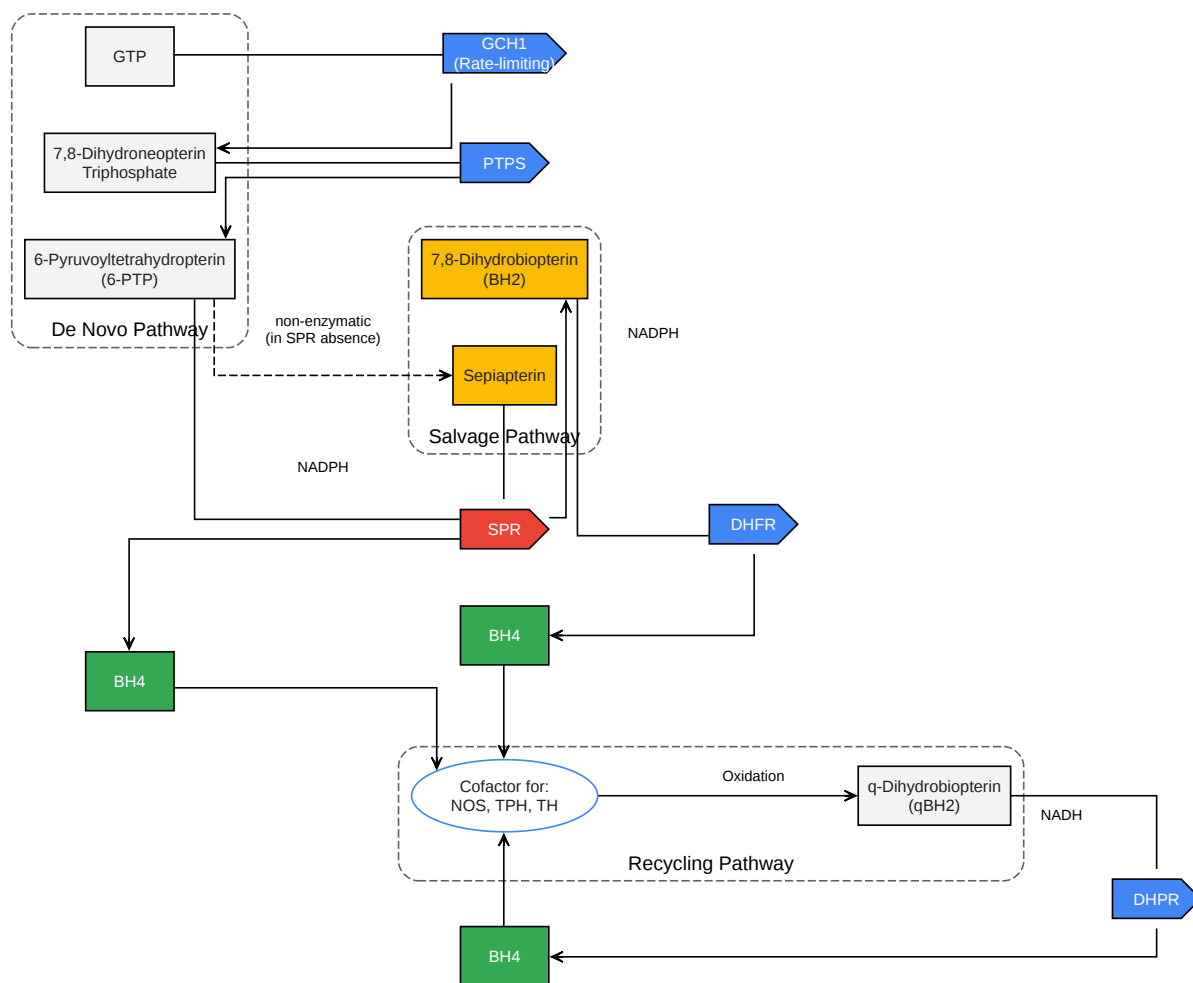 GTP
GCH1
(Rate-limiting)
7,8-Dihydroneopterin
Triphosphate
PTPS
6-Pyruvoyltetrahydropterin
(6-PTP)
De Novo Pathway
non-enzymatic
(in SPR absence)
7,8-Dihydrobiopterin
(BH2)
NADPH
Sepiapterin
Salvage Pathway
NADPH
SPR
DHFR
BH4
BH4
Cofactor for:
NOS, TPH, TH
Oxidation
q-Dihydrobiopterin
(qBH2)
NADH
Recycling Pathway
DHPR
BH4